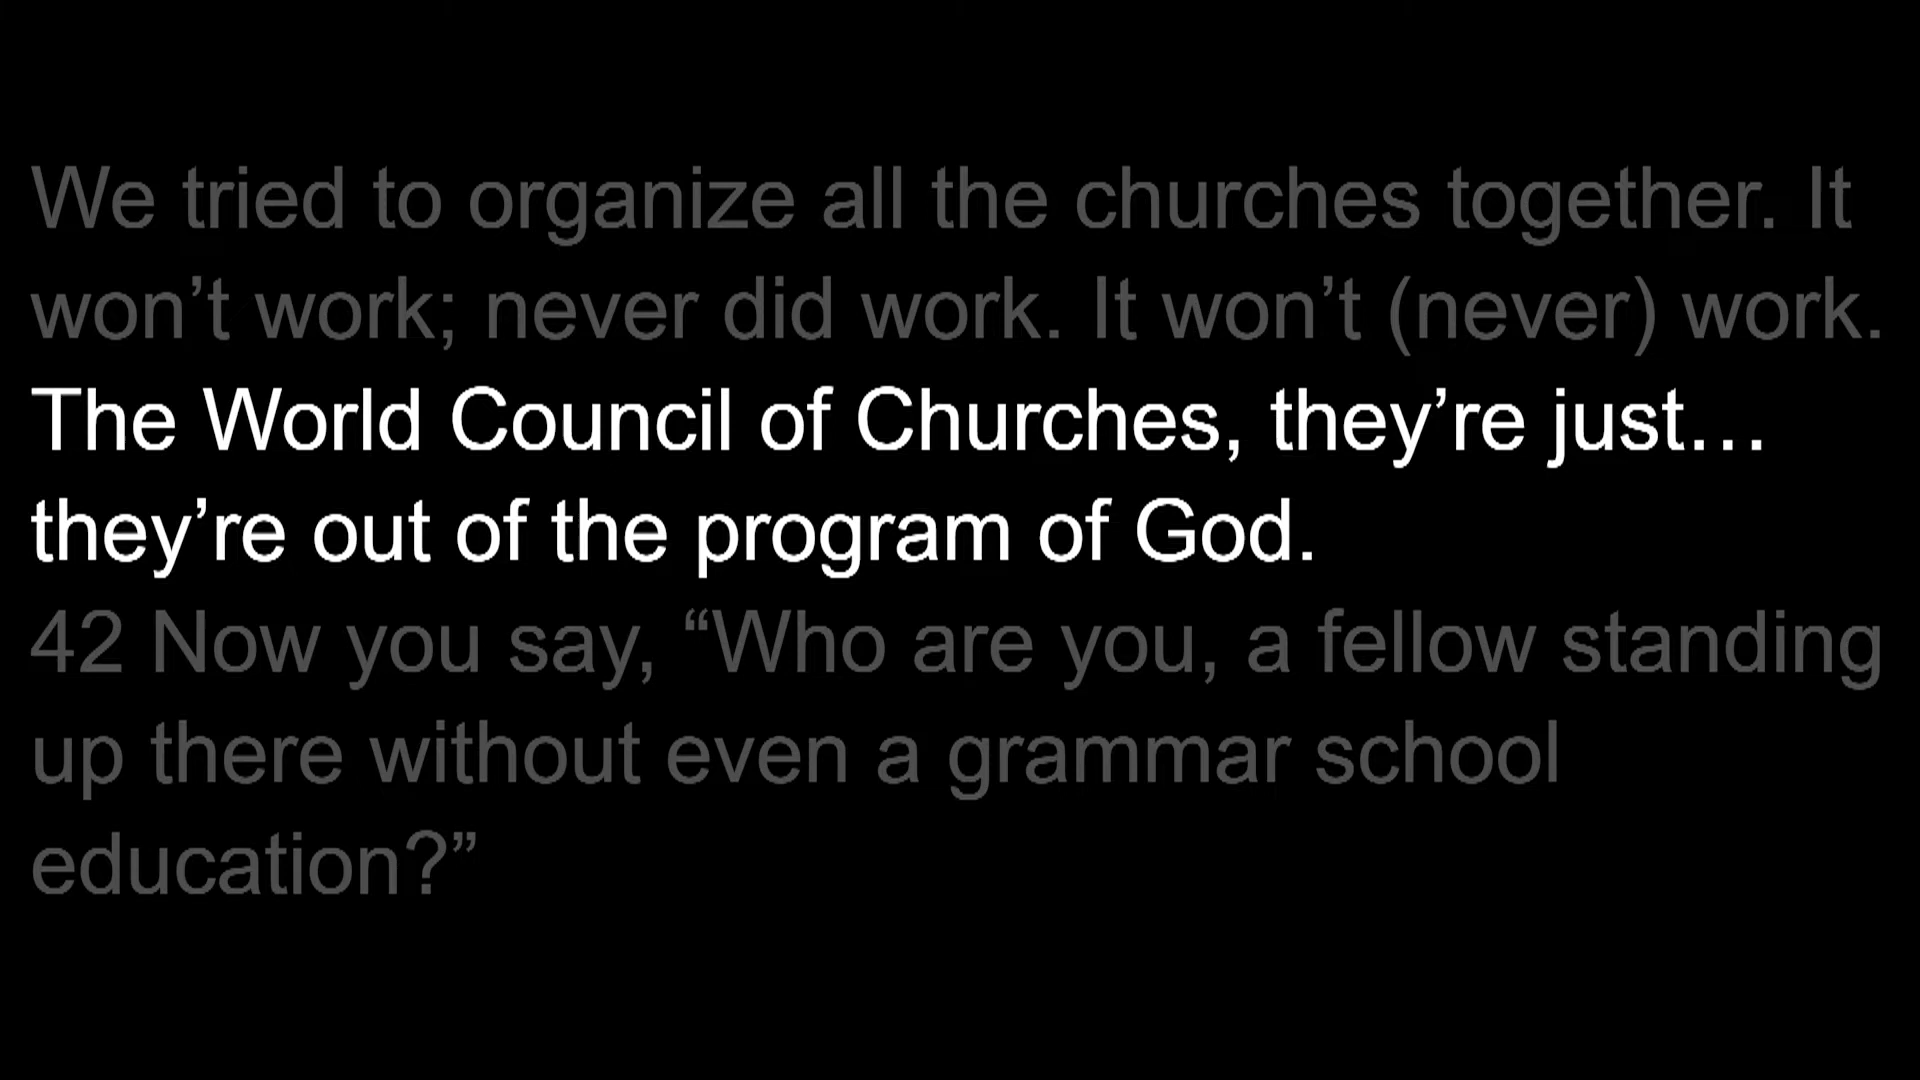 We tried to organize all the churches together. It
won’t work; never did work. It won’t (never) work.
The World Council of Churches, they’re just…
they’re out of the program of God.
42 Now you say, “Who are you, a fellow standing
up there without even a grammar school
education?”